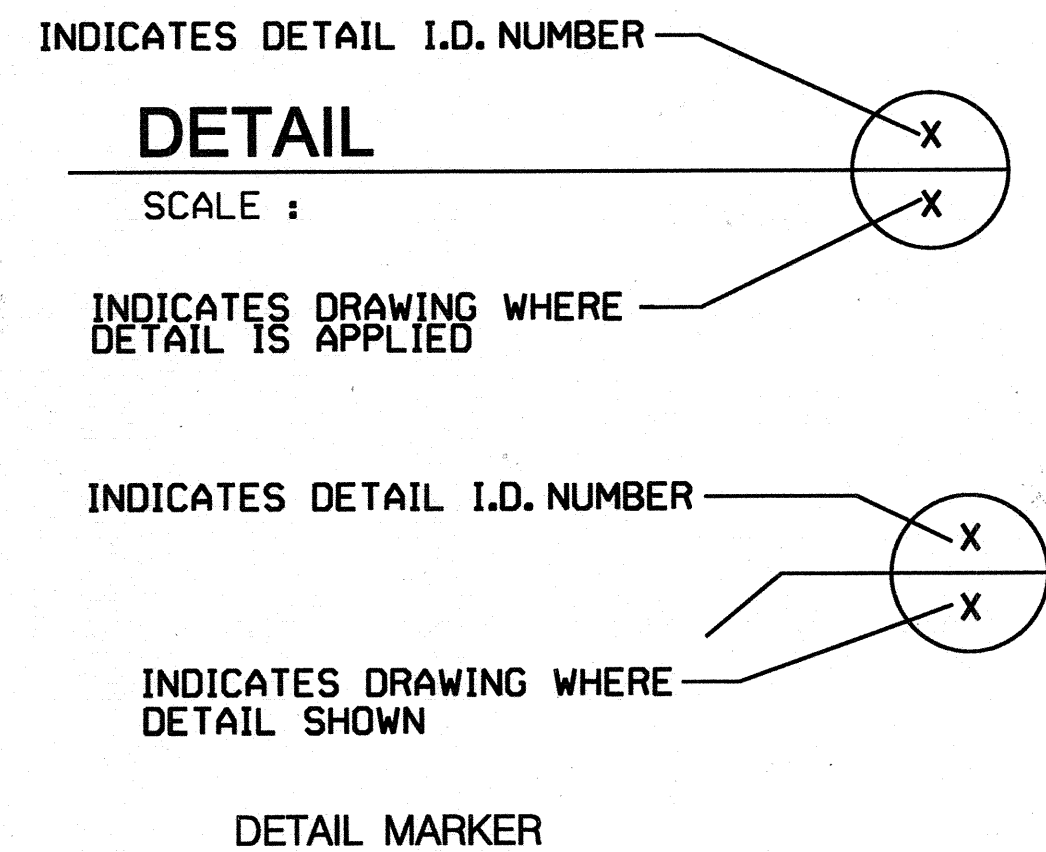 INDICATES DETAIL I.D. NUMBER
DETAIL
X
SCALE :
X
INDICATES DRAWING WHERE
DETAIL IS APPLIED
INDICATES DETAIL I.D. NUMBER
X
X
INDICATES DRAWING WHERE
DETAIL SHOWN
DETAIL MARKER